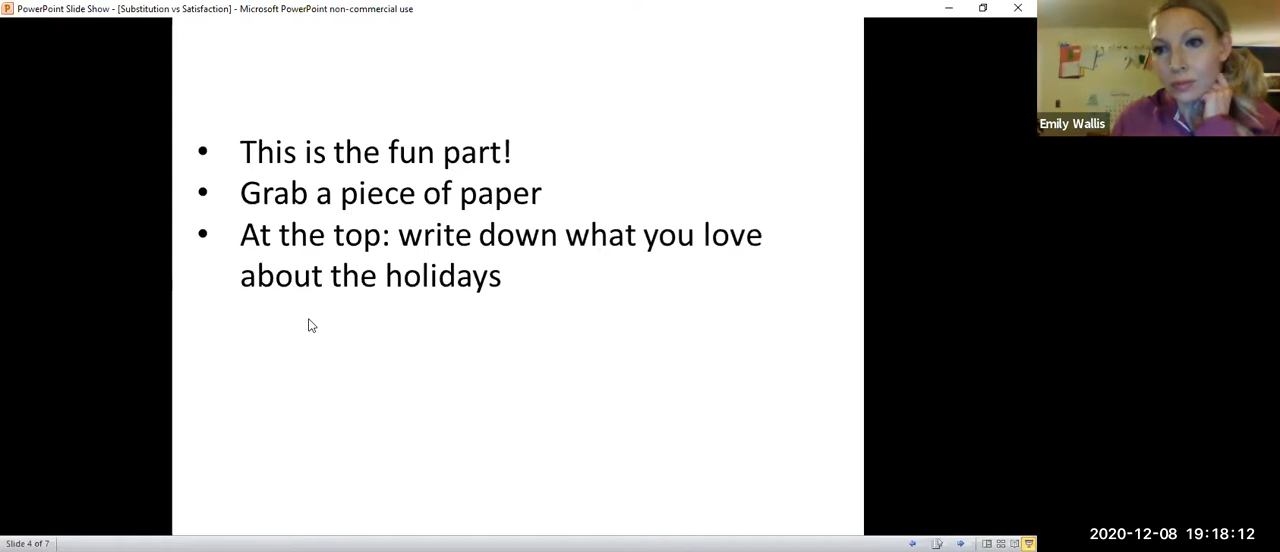 PowerPoint Slide Show - [Substitution vs Satisfaction] - Microsoft PowerPoint non-commercial use
Emily Wallis
• This is the fun part!
• Grab a piece of paper
• At the top: write down what you love
about the holidays
Slide 4 of 7
2020-12-08 19:18:12